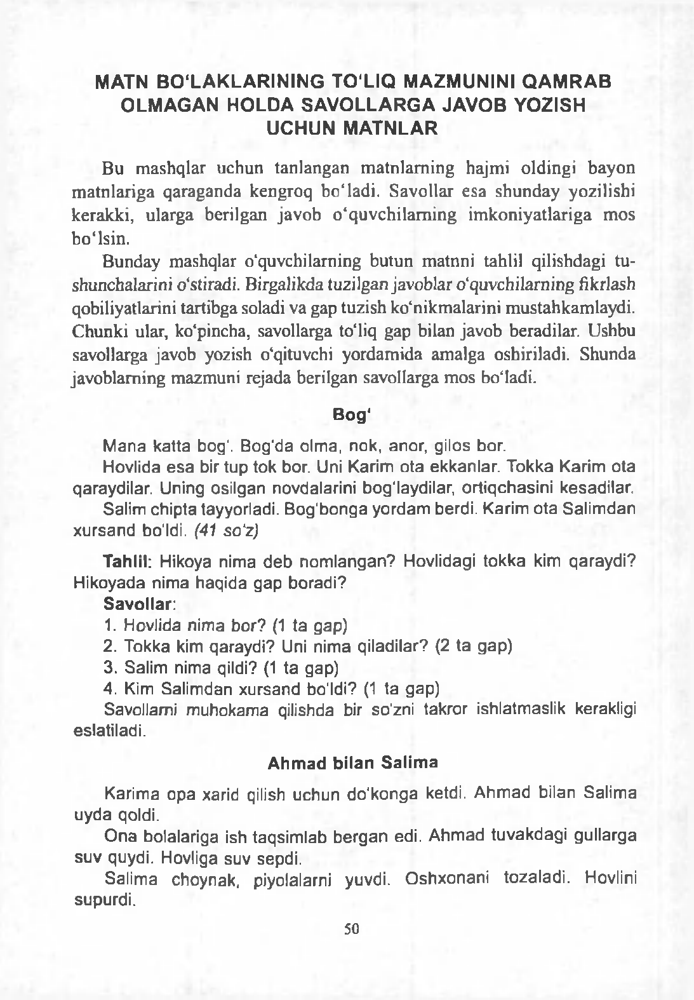 MATN BO‘LAKLARINING TO‘LIQ MAZMUNINI QAMRAB
OLMAGAN HOLDA SAVOLLARGA JAVOB YOZISH
UCHUN MATNLAR
Bu mashqlar uchun tanlangan matnlarning hajmi oldingi bayon
matnlariga qaraganda kengroq bo‘ladi. Savollar esa shunday yozilishi
kerakki, ularga berilgan javob o‘quvchilarning imkoniyatlariga mos
bo‘lsin.
Bunday mashqlar o‘quvchilarning butun matnni tahlil qilishdagi tu-
shunchalarini o‘stiradi. Birgalikda tuzilgan javoblar o‘quvchilarning fikrlash
qobiliyatlarini tartibga soladi va gap tuzish ko‘nikmalarini mustahkamlaydi.
Chunki ular, ko‘pincha, savollarga to‘liq gap bilan javob beradilar. Ushbu
savollarga javob yozish o‘qituvchi yordamida amalga oshiriladi. Shunda
javoblarning mazmuni rejada berilgan savollarga mos bo‘ladi.
Bog‘
Mana katta bog‘. Bog‘da olma, nok, anor, gilos bor.
Hovlida esa bir tup tok bor. Uni Karim ota ekkanlar. Tokka Karim ota
qaraydilar. Uning osilgan novdalarini bog‘laydilar, ortiqchasini kesadilar.
Salim chipta tayyorladi. Bog‘bonga yordam berdi. Karim ota Salimdan
xursand bo‘ldi. (41 so‘z)
Tahlil: Hikoya nima deb nomlangan? Hovlidagi tokka kim qaraydi?
Hikoyada nima haqida gap boradi?
Savollar:
1. Hovlida nima bor? (1 ta gap)
2. Tokka kim qaraydi? Uni nima qiladilar? (2 ta gap)
3. Salim nima qildi? (1 ta gap)
4. Kim Salimdan xursand bo‘ldi? (1 ta gap)
Savollarni muhokama qilishda bir so‘zni takror ishlatmaslik kerakligi
eslatiladi.
Ahmad bilan Salima
Karima opa xarid qilish uchun do‘konga ketdi. Ahmad bilan Salima
uyda qoldi.
Ona bolalariga ish taqsimlab bergan edi. Ahmad tuvakdagi gullarga
suv quydi. Hovliga suv sepdi.
Salima choynak, piyolalarni yuvdi. Oshxonani tozaladi. Hovlini
supurdi.
50